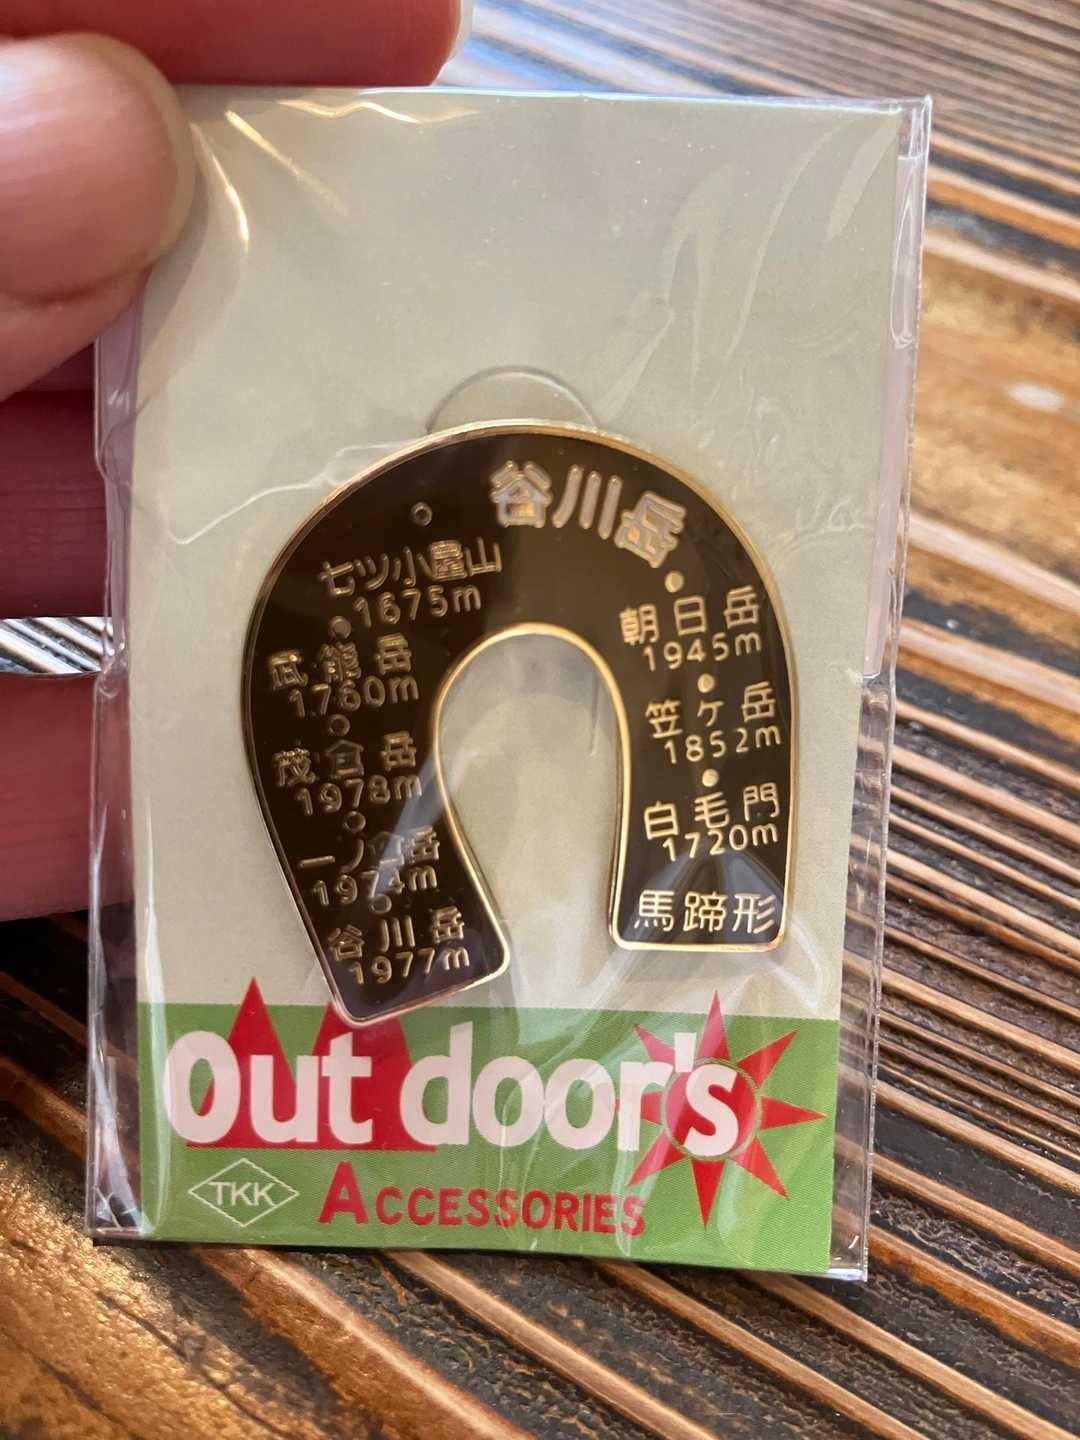 谷川岳
七ツ小屋山
1675m
武能岳
1760m
茂倉岳
1978m
一ノ倉岳
1974m
谷川岳
1977m
朝日岳
1945m
笠ヶ岳
1852m
白毛門
1720m
馬蹄形
Out door's
TKK
ACCESSORIES